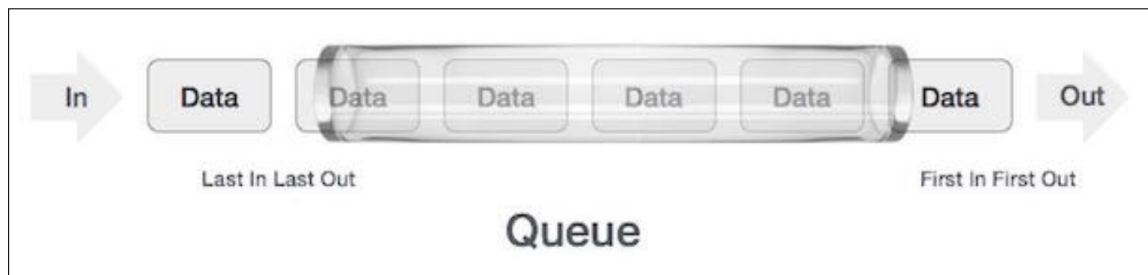 In Data Data Data Data Data Data Out
Last In Last Out First In First Out
Queue